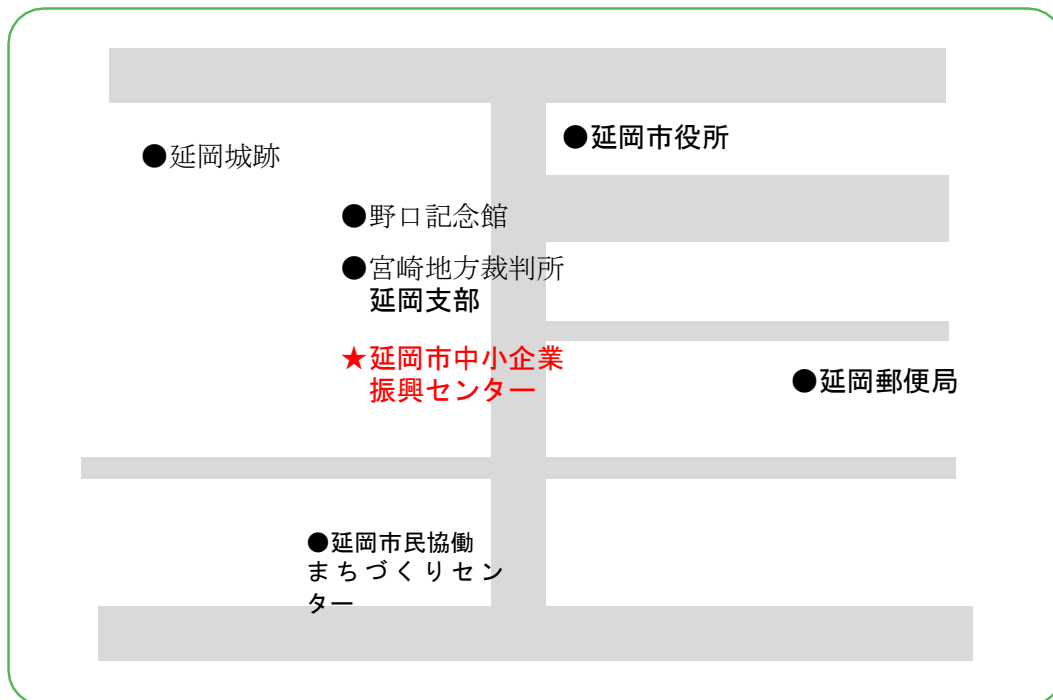 ●延岡市役所
●延岡城跡
●野口記念館
●宮崎地方裁判所
延岡支部
★延岡市中小企業
振興センター
●延岡郵便局
●延岡市民協働
まちづくりセン
ター